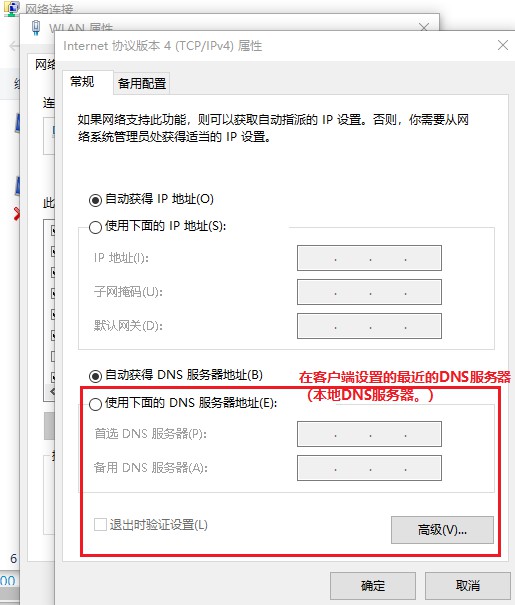 网络连接
WLAN 属性
Internet 协议版本 4 (TCP/IPv4) 属性
网络
常规
备用配置
如果网络支持此功能，则可以获取自动指派的 IP 设置。否则，你需要从网
络系统管理员处获得适当的 IP 设置。
自动获得 IP 地址(O)
使用下面的 IP 地址(S):
IP 地址(I):
子网掩码(U):
默认网关(D):
自动获得 DNS 服务器地址(B)
在客户端设置的最近的DNS服务器
（本地DNS服务器。）
使用下面的 DNS 服务器地址(E):
首选 DNS 服务器(P):
备用 DNS 服务器(A):
退出时验证设置(L)
高级(V)...
确定
取消
6
00